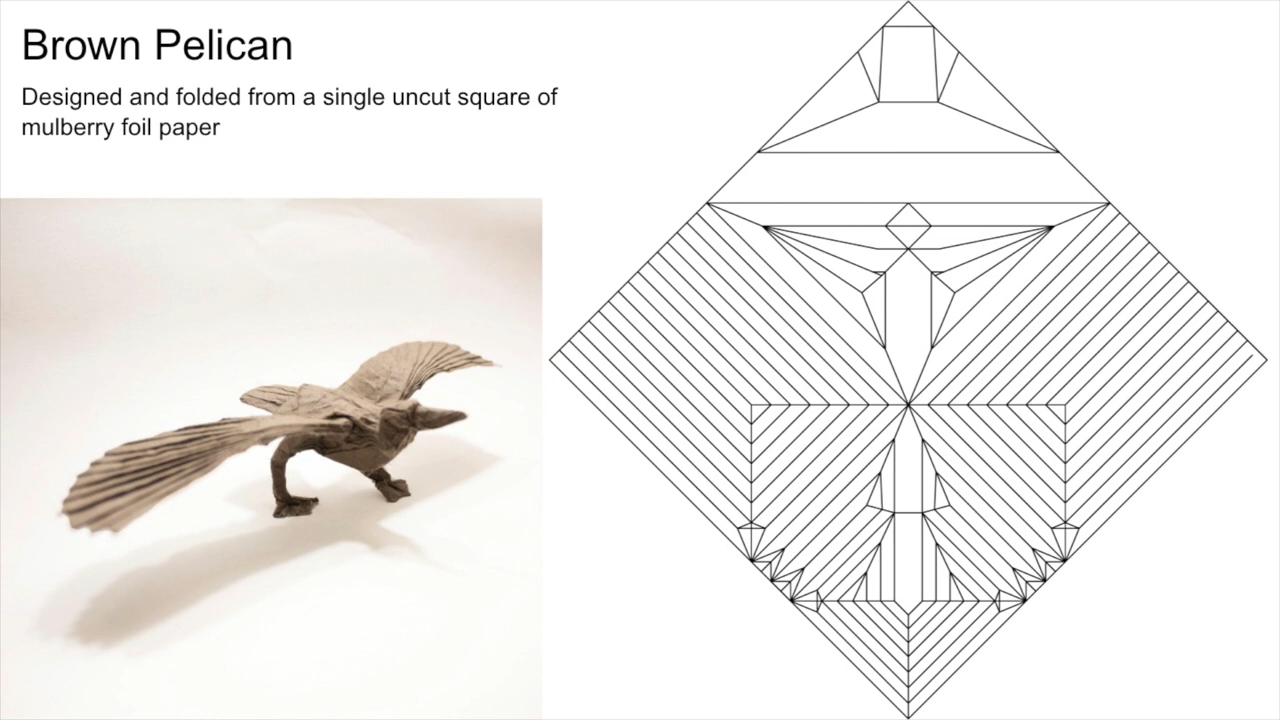 Brown Pelican
Designed and folded from a single uncut square of
mulberry foil paper